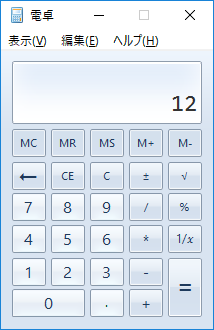 電卓
表示(V) 編集(E) ヘルプ(H)
12
MC MR MS M+ M-
← CE C ± √
7 8 9 / %
4 5 6 * 1/x
1 2 3 - =
0 . +